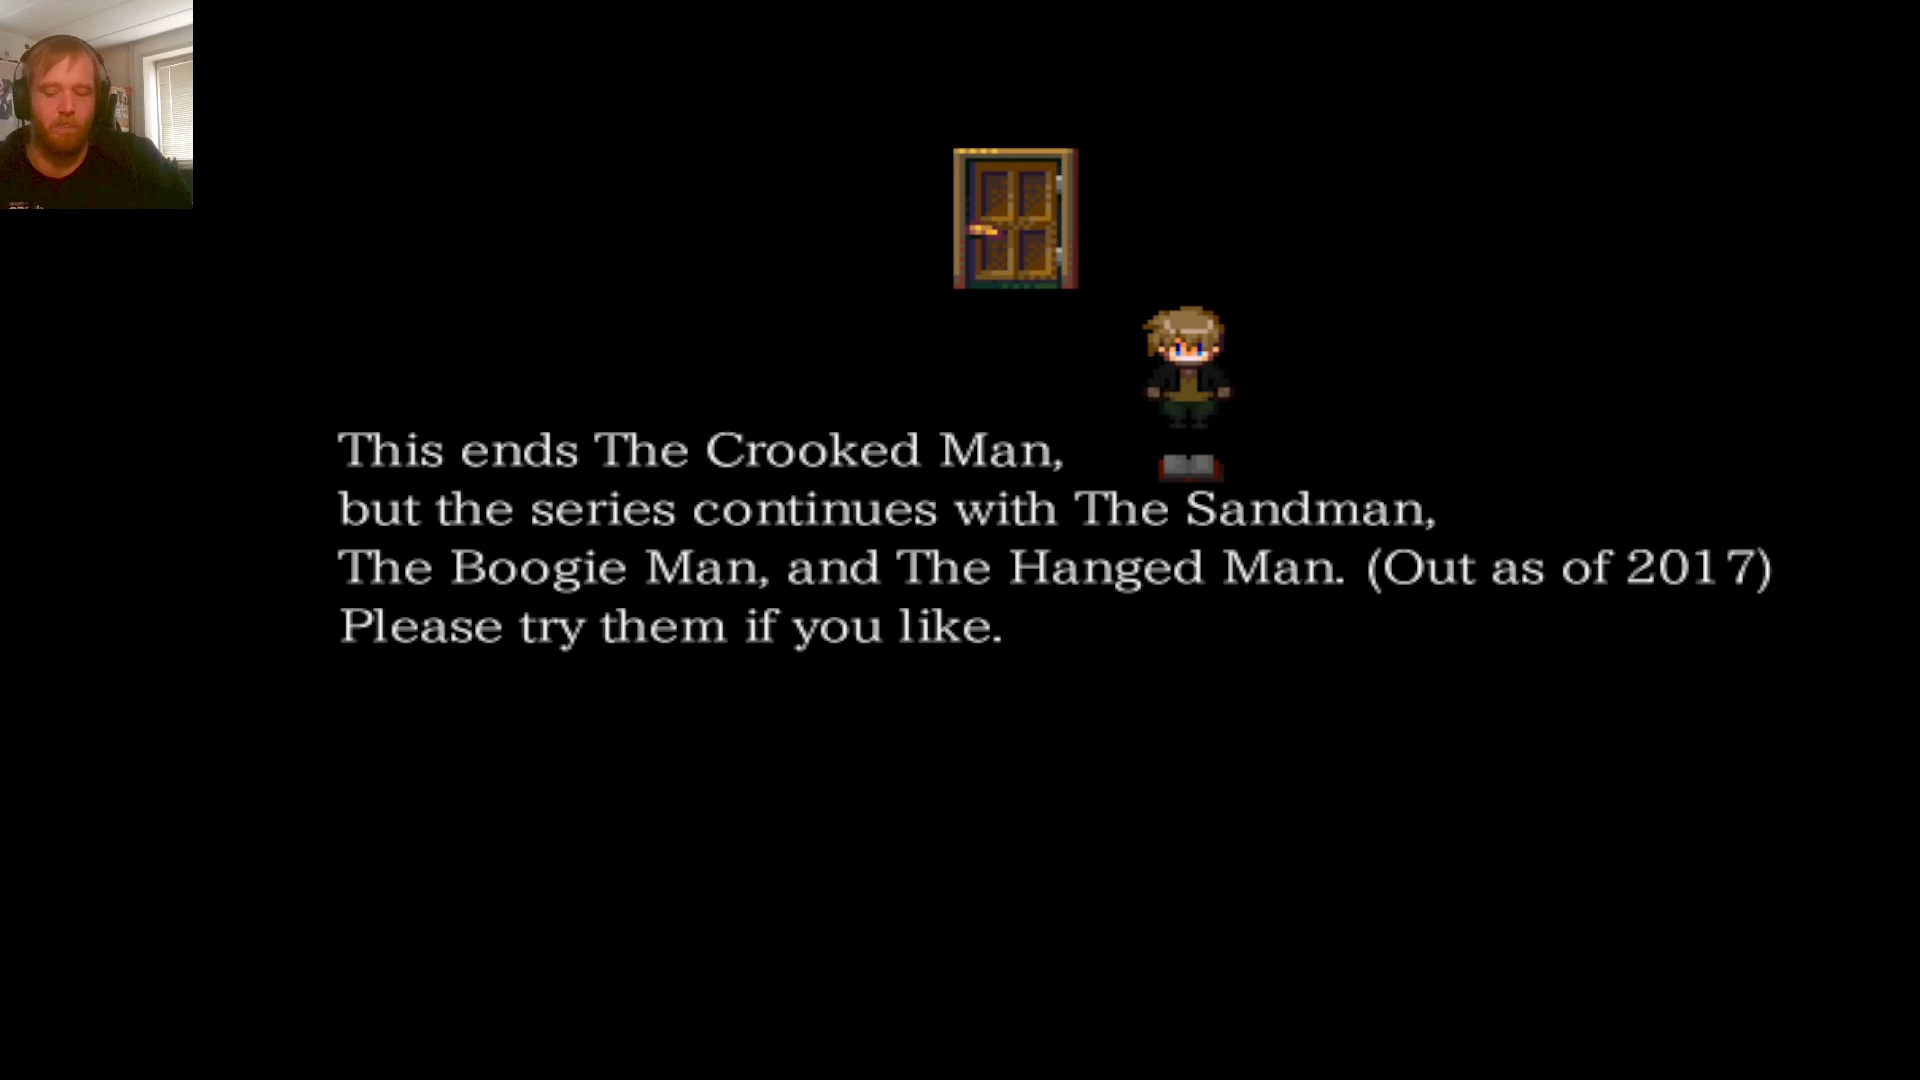 This ends The Crooked Man,
but the series continues with The Sandman,
The Boogie Man, and The Hanged Man. (Out as of 2017)
Please try them if you like.